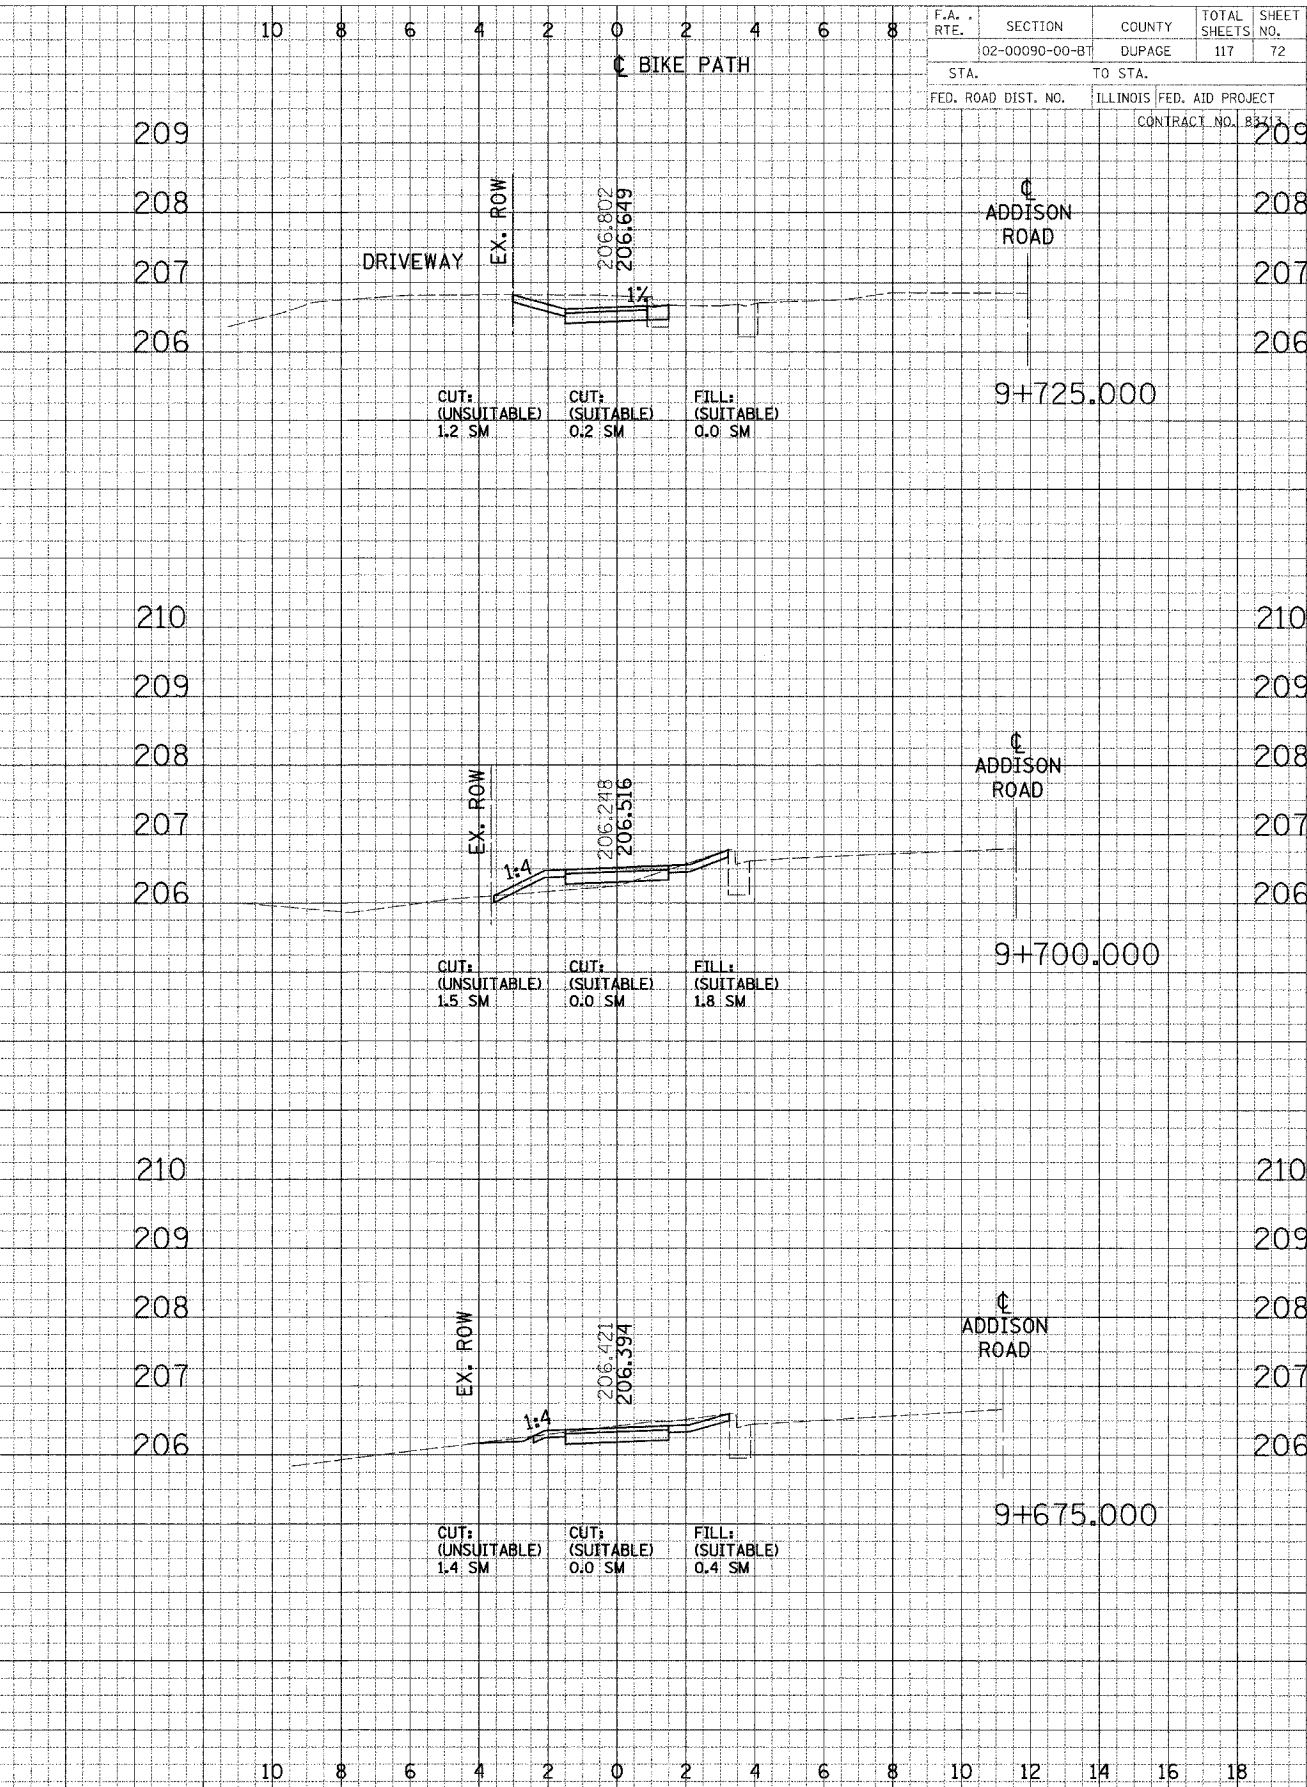 10 8 6 4 2 0 2 4 6 8
F.A. . RTE. SECTION COUNTY TOTAL SHEETS SHEET NO.
02-00090-00-BT DUPAGE 117 72
STA. TO STA.
FED. ROAD DIST. NO. ILLINOIS FED. AID PROJECT
CONTRACT NO. 83713
℄ BIKE PATH
209 209
208 208
207 207
206 206
DRIVEWAY
EX. ROW
206.802
206.649
1%
℄
ADDISON
ROAD
9+725.000
CUT:
(UNSUITABLE)
1.2 SM
CUT:
(SUITABLE)
0.2 SM
FILL:
(SUITABLE)
0.0 SM
210 210
209 209
208 208
207 207
206 206
EX. ROW
1:4
206.248
206.516
℄
ADDISON
ROAD
9+700.000
CUT:
(UNSUITABLE)
1.5 SM
CUT:
(SUITABLE)
0.0 SM
FILL:
(SUITABLE)
1.8 SM
210 210
209 209
208 208
207 207
206 206
EX. ROW
1:4
206.421
206.394
℄
ADDISON
ROAD
9+675.000
CUT:
(UNSUITABLE)
1.4 SM
CUT:
(SUITABLE)
0.0 SM
FILL:
(SUITABLE)
0.4 SM
10 8 6 4 2 0 2 4 6 8 10 12 14 16 18